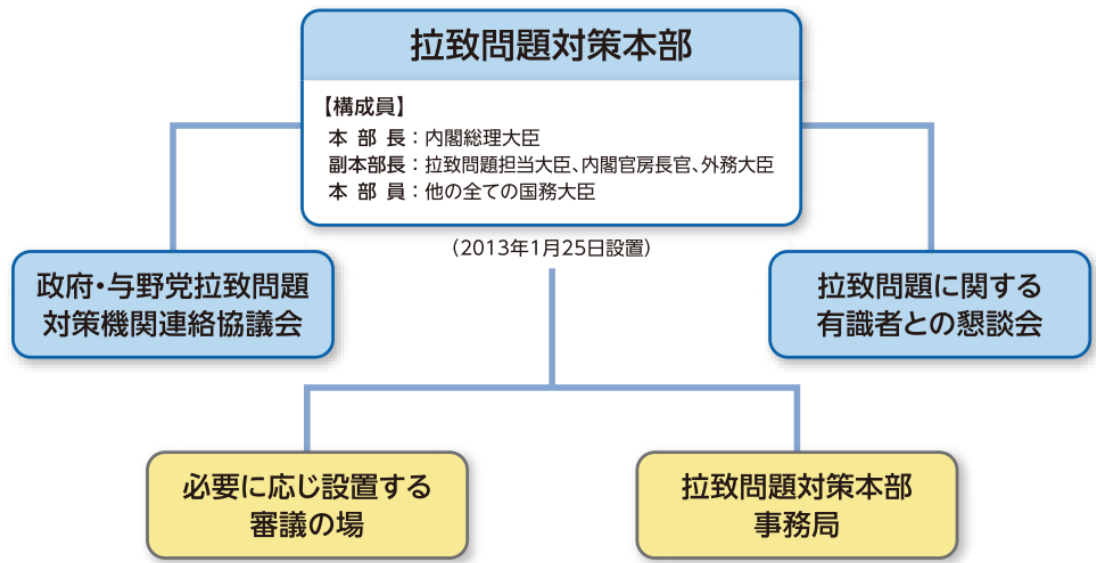 拉致問題対策本部
【構成員】
本部長：内閣総理大臣
副本部長：拉致問題担当大臣、内閣官房長官、外務大臣
本部員：他の全ての国務大臣
（2013年1月25日設置）
政府・与野党拉致問題
対策機関連絡協議会
拉致問題に関する
有識者との懇談会
必要に応じ設置する
審議の場
拉致問題対策本部
事務局